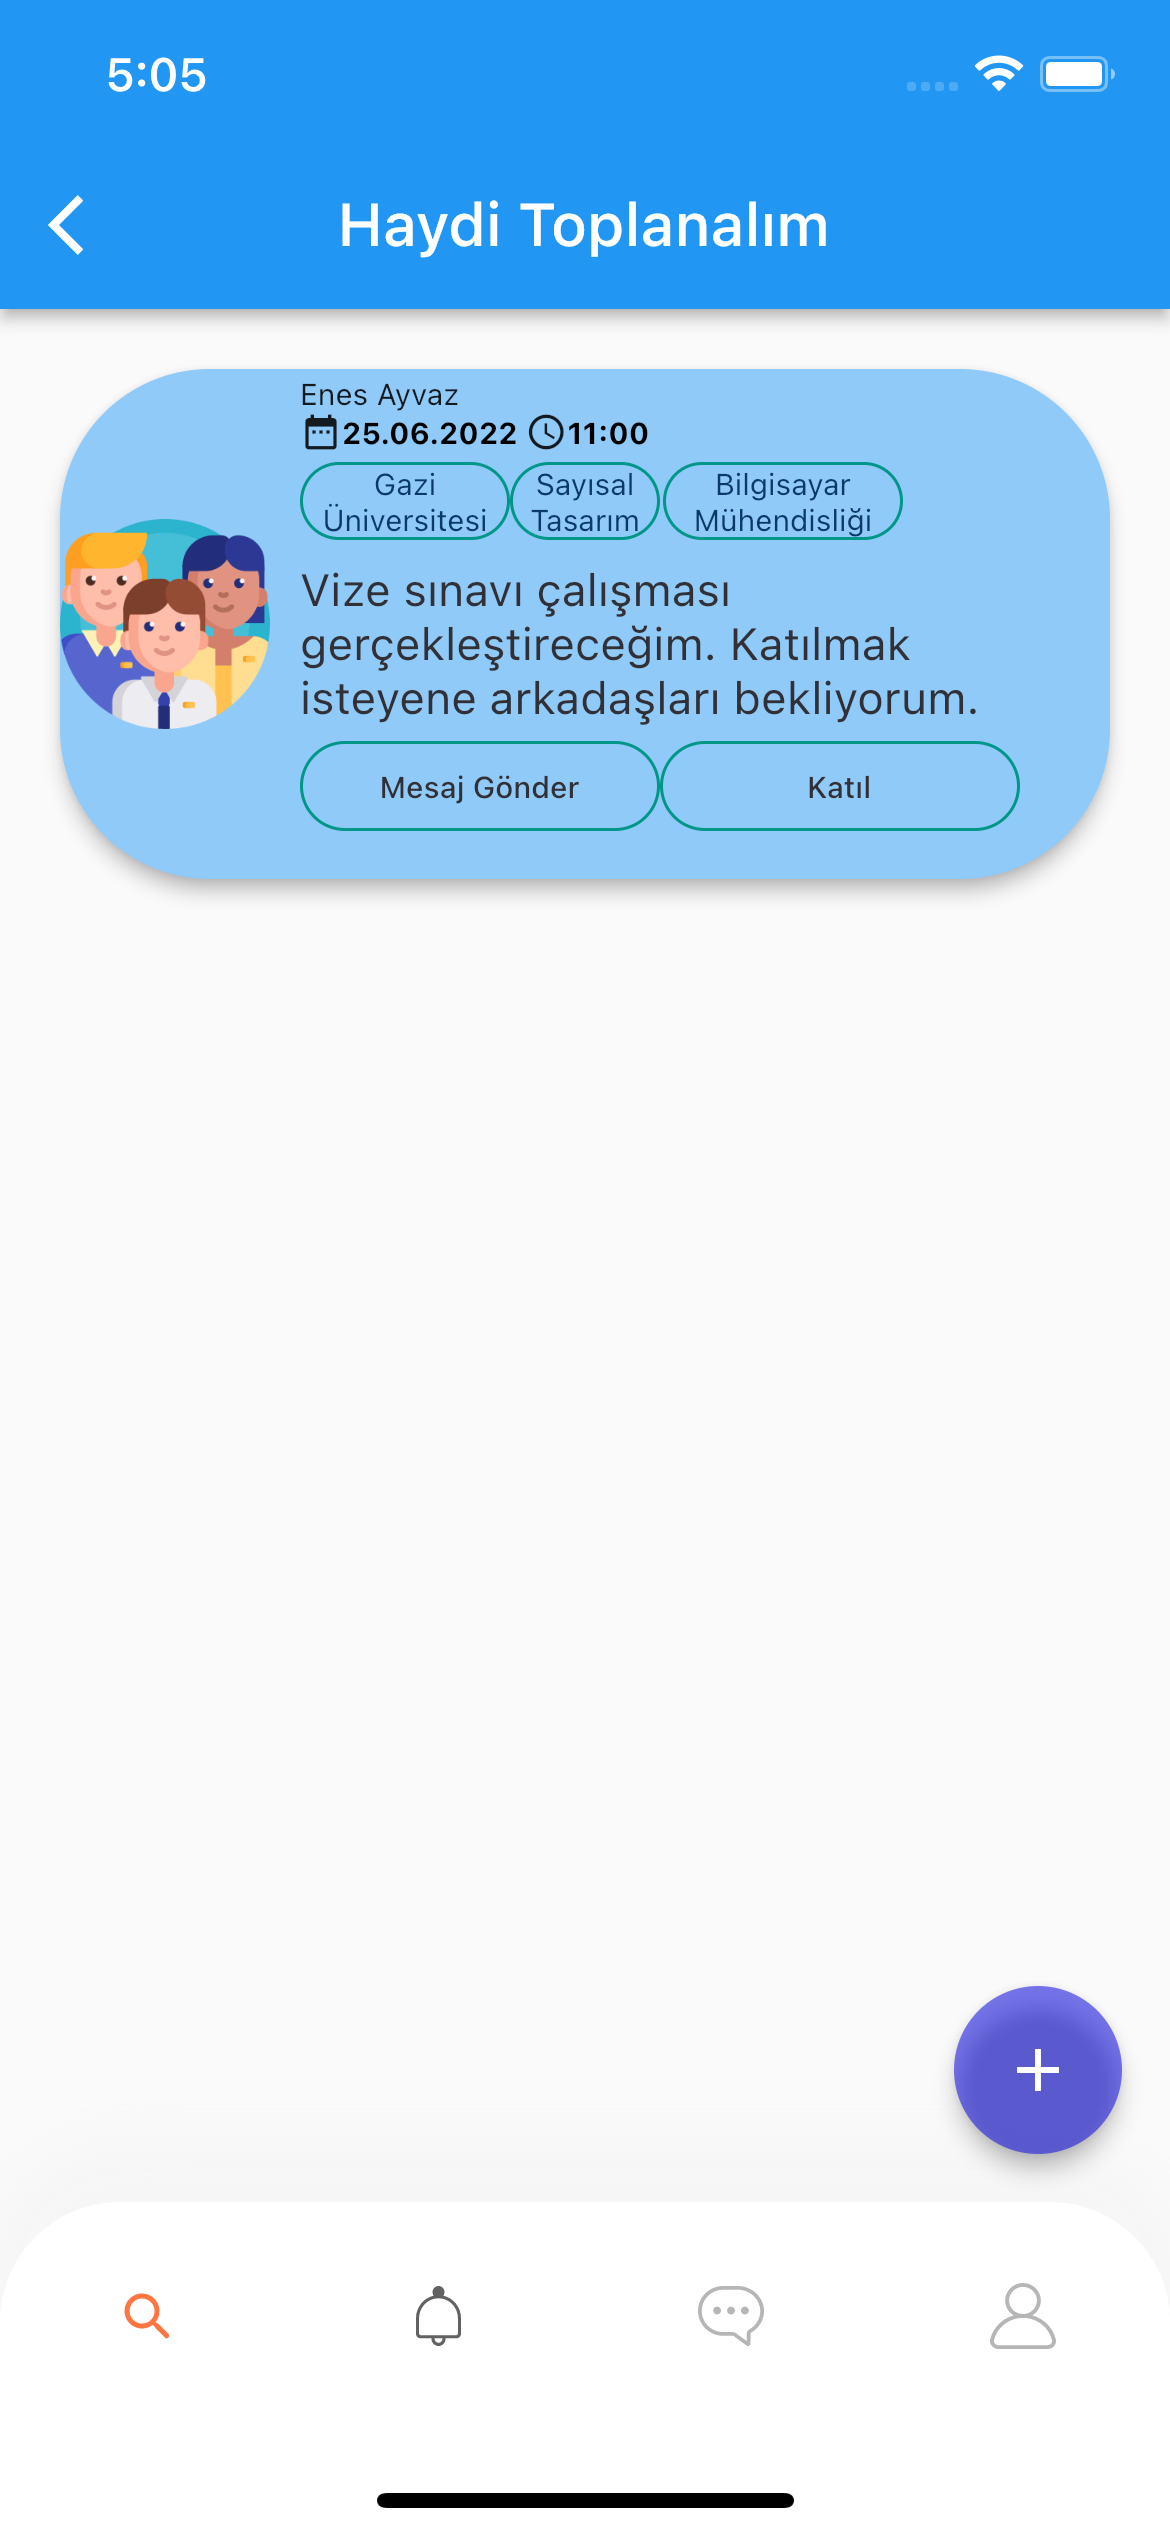 5:05
Haydi Toplanalım
Enes Ayvaz
25.06.2022 11:00
Gazi Üniversitesi
Sayısal Tasarım
Bilgisayar Mühendisliği
Vize sınavı çalışması
gerçekleştireceğim. Katılmak
isteyene arkadaşları bekliyorum.
Mesaj Gönder Katıl